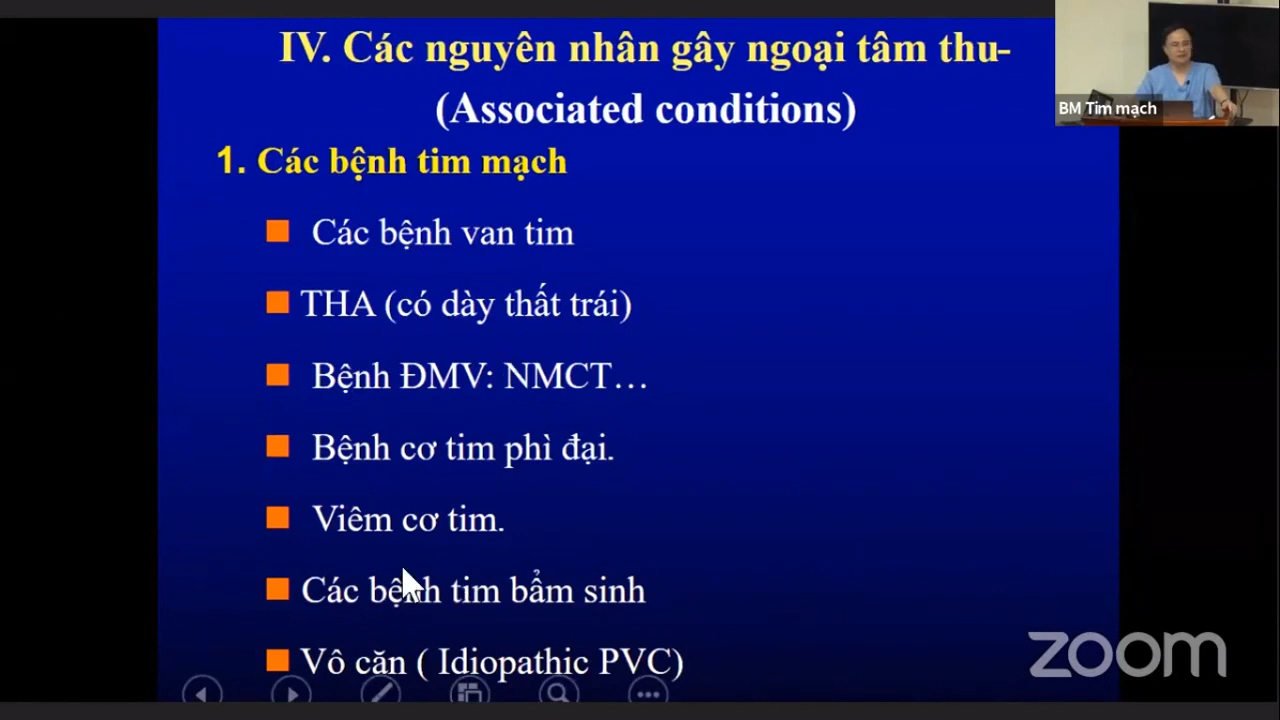 IV. Các nguyên nhân gây ngoại tâm thu-
(Associated conditions)
1. Các bệnh tim mạch
Các bệnh van tim
THA (có dày thất trái)
Bệnh ĐMV: NMCT…
Bệnh cơ tim phì đại.
Viêm cơ tim.
Các bệnh tim bẩm sinh
Vô căn ( Idiopathic PVC)
BM Tim mạch
zoom